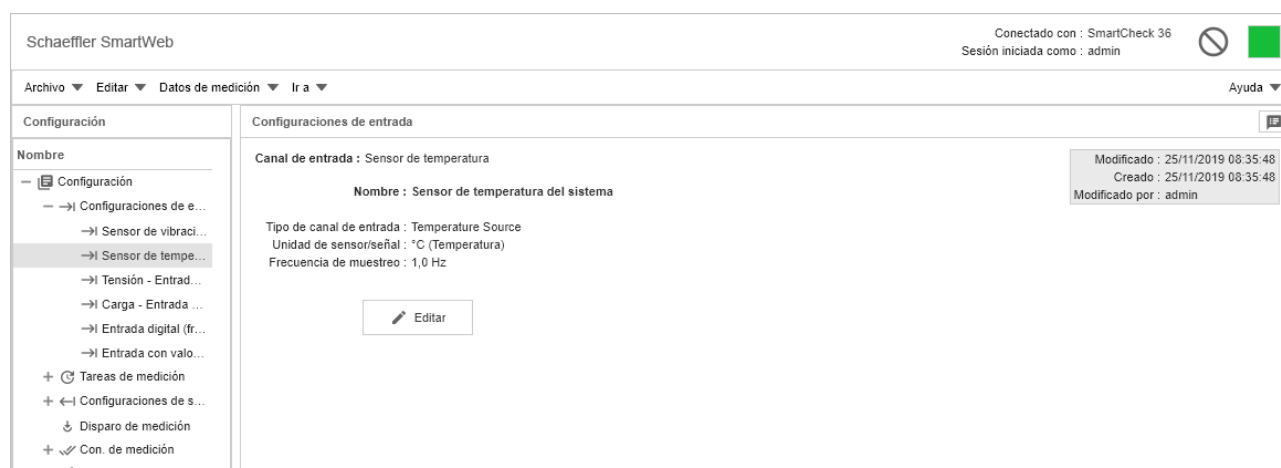 Schaeffler SmartWeb
Conectado con : SmartCheck 36
Sesión iniciada como : admin
Archivo Editar Datos de medición Ir a Ayuda
Configuración
Nombre
Configuración
Configuraciones de e...
Sensor de vibraci...
Sensor de tempe...
Tensión - Entrad...
Carga - Entrada ...
Entrada digital (fr...
Entrada con valo...
Tareas de medición
Configuraciones de s...
Disparo de medición
Con. de medición
Configuraciones de entrada
Canal de entrada : Sensor de temperatura
Nombre : Sensor de temperatura del sistema
Tipo de canal de entrada : Temperature Source
Unidad de sensor/señal : °C (Temperatura)
Frecuencia de muestreo : 1,0 Hz
Editar
Modificado : 25/11/2019 08:35:48
Creado : 25/11/2019 08:35:48
Modificado por : admin